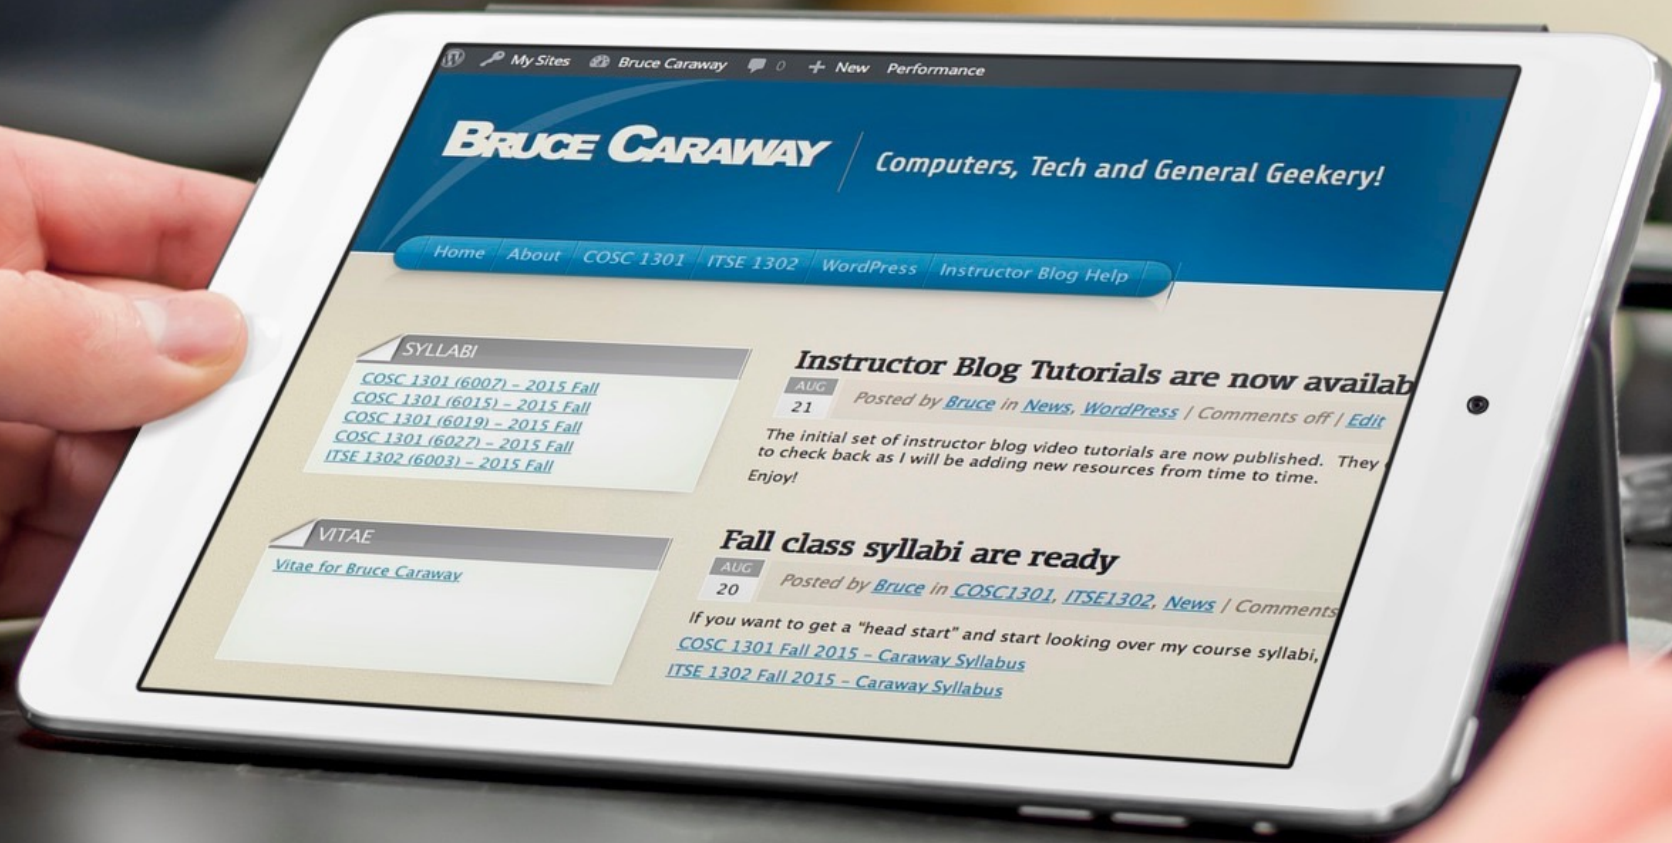 My Sites Bruce Caraway 0 New Performance
BRUCE CARAWAY
Computers, Tech and General Geekery!
Home About COSC 1301 ITSE 1302 WordPress Instructor Blog Help
SYLLABI
COSC 1301 (6007) – 2015 Fall
COSC 1301 (6015) – 2015 Fall
COSC 1301 (6019) – 2015 Fall
COSC 1301 (6027) – 2015 Fall
ITSE 1302 (6003) – 2015 Fall
VITAE
Vitae for Bruce Caraway
Instructor Blog Tutorials are now availab
AUG
21
Posted by Bruce in News, WordPress | Comments off | Edit
The initial set of instructor blog video tutorials are now published. They
to check back as I will be adding new resources from time to time.
Enjoy!
Fall class syllabi are ready
AUG
20
Posted by Bruce in COSC1301, ITSE1302, News | Comments
If you want to get a "head start" and start looking over my course syllabi,
COSC 1301 Fall 2015 – Caraway Syllabus
ITSE 1302 Fall 2015 – Caraway Syllabus